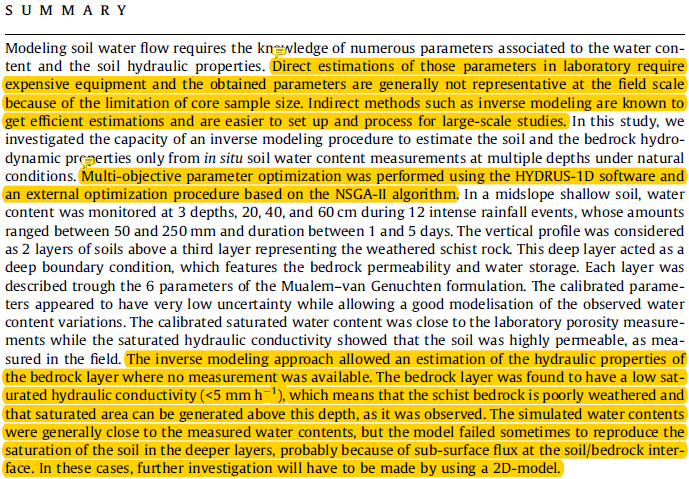 SUMMARY
Modeling soil water flow requires the knowledge of numerous parameters associated to the water con-
tent and the soil hydraulic properties. Direct estimations of those parameters in laboratory require
expensive equipment and the obtained parameters are generally not representative at the field scale
because of the limitation of core sample size. Indirect methods such as inverse modeling are known to
get efficient estimations and are easier to set up and process for large-scale studies. In this study, we
investigated the capacity of an inverse modeling procedure to estimate the soil and the bedrock hydro-
dynamic properties only from in situ soil water content measurements at multiple depths under natural
conditions. Multi-objective parameter optimization was performed using the HYDRUS-1D software and
an external optimization procedure based on the NSGA-II algorithm. In a midslope shallow soil, water
content was monitored at 3 depths, 20, 40, and 60 cm during 12 intense rainfall events, whose amounts
ranged between 50 and 250 mm and duration between 1 and 5 days. The vertical profile was considered
as 2 layers of soils above a third layer representing the weathered schist rock. This deep layer acted as a
deep boundary condition, which features the bedrock permeability and water storage. Each layer was
described trough the 6 parameters of the Mualem–van Genuchten formulation. The calibrated parame-
ters appeared to have very low uncertainty while allowing a good modelisation of the observed water
content variations. The calibrated saturated water content was close to the laboratory porosity measure-
ments while the saturated hydraulic conductivity showed that the soil was highly permeable, as mea-
sured in the field. The inverse modeling approach allowed an estimation of the hydraulic properties of
the bedrock layer where no measurement was available. The bedrock layer was found to have a low sat-
urated hydraulic conductivity (<5 mm h⁻¹), which means that the schist bedrock is poorly weathered and
that saturated area can be generated above this depth, as it was observed. The simulated water contents
were generally close to the measured water contents, but the model failed sometimes to reproduce the
saturation of the soil in the deeper layers, probably because of sub-surface flux at the soil/bedrock inter-
face. In these cases, further investigation will have to be made by using a 2D-model.